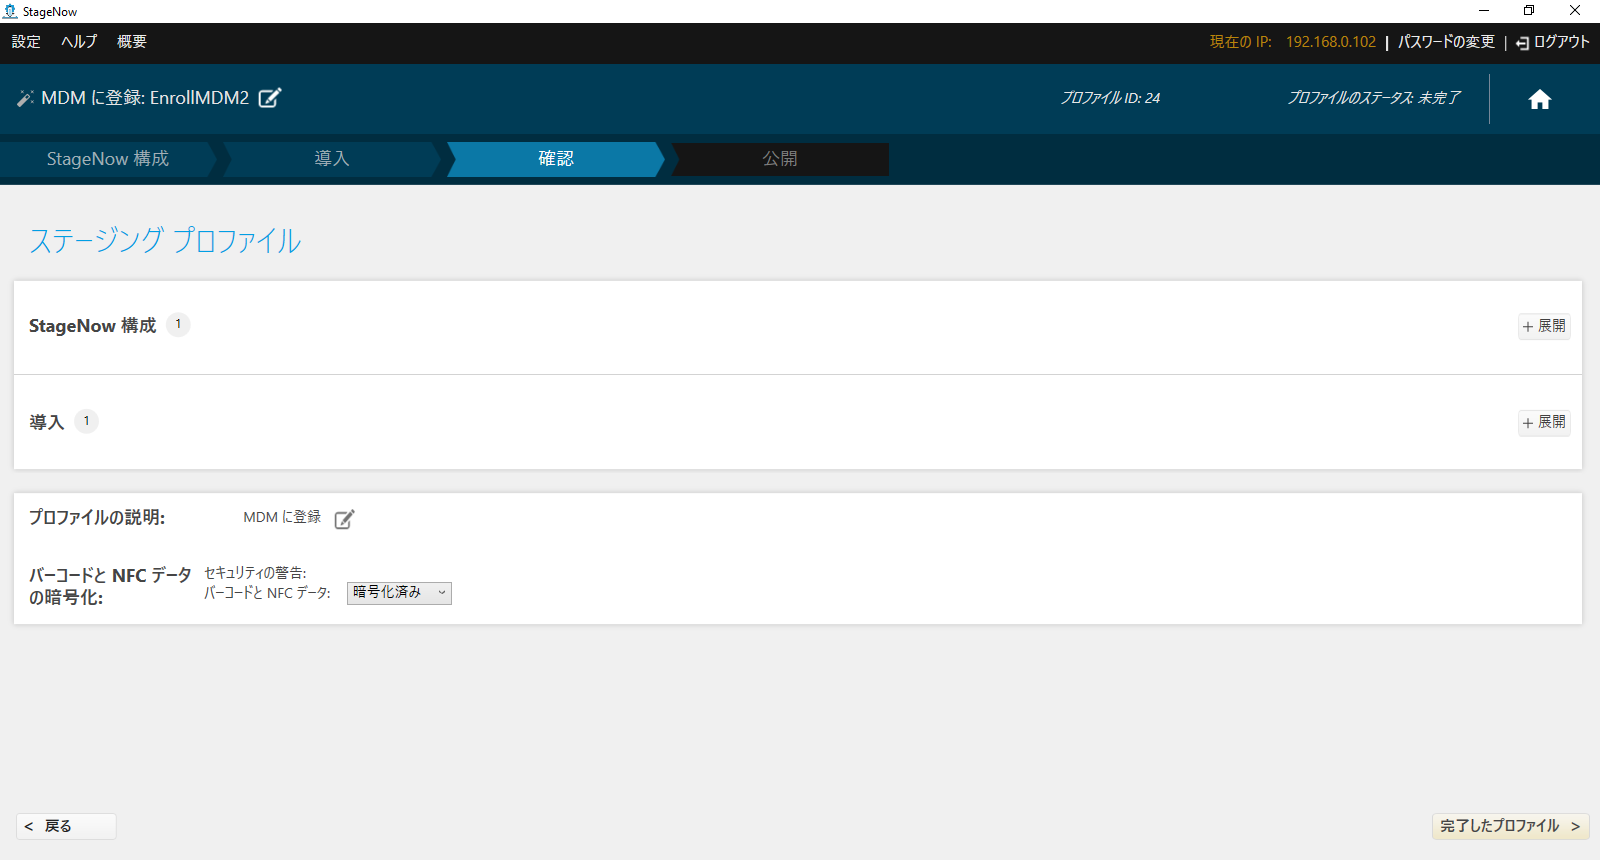 StageNow
設定 ヘルプ 概要 現在の IP: 192.168.0.102 | パスワードの変更 | ログアウト
MDM に登録: EnrollMDM2 プロファイル ID: 24 プロファイルのステータス: 未完了
StageNow 構成 導入 確認 公開
ステージング プロファイル
StageNow 構成 1 + 展開
導入 1 + 展開
プロファイルの説明: MDM に登録
バーコードと NFC データの暗号化: セキュリティの警告:
バーコードと NFC データ: 暗号化済み
< 戻る 完了したプロファイル >